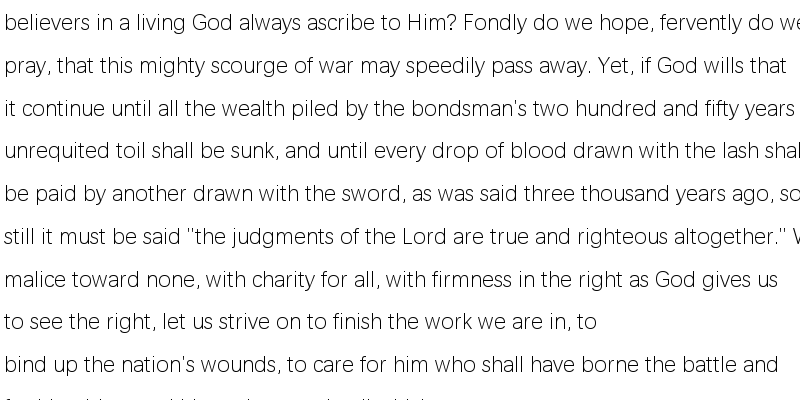 believers in a living God always ascribe to Him? Fondly do we hope, fervently do we
pray, that this mighty scourge of war may speedily pass away. Yet, if God wills that
it continue until all the wealth piled by the bondsman's two hundred and fifty years
unrequited toil shall be sunk, and until every drop of blood drawn with the lash shal
be paid by another drawn with the sword, as was said three thousand years ago, so
still it must be said "the judgments of the Lord are true and righteous altogether."
malice toward none, with charity for all, with firmness in the right as God gives us
to see the right, let us strive on to finish the work we are in, to
bind up the nation's wounds, to care for him who shall have borne the battle and